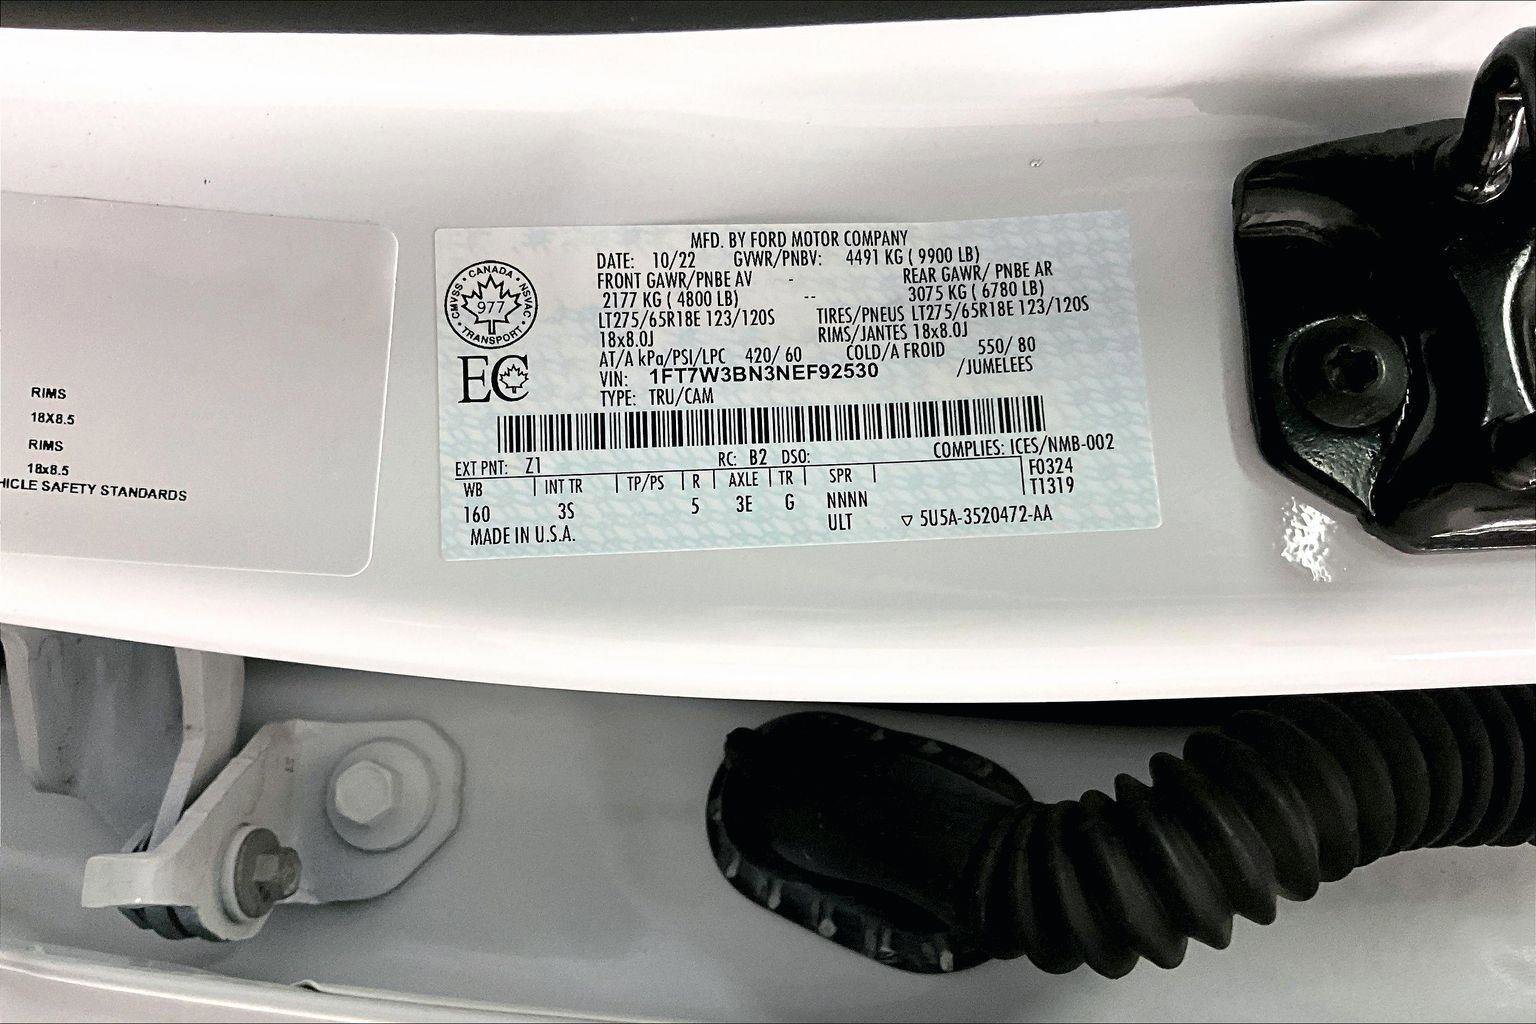 RIMS
18X8.5
RIMS
18x8.5
HICLE SAFETY STANDARDS
MFD. BY FORD MOTOR COMPANY
DATE: 10/22 GVWR/PNBV: 4491 KG ( 9900 LB)
FRONT GAWR/PNBE AV - REAR GAWR/ PNBE AR
2177 KG ( 4800 LB) -- 3075 KG ( 6780 LB)
LT275/65R18E 123/120S TIRES/PNEUS LT275/65R18E 123/120S
18x8.0J RIMS/JANTES 18x8.0J
AT/A kPa/PSI/LPC 420/ 60 COLD/A FROID 550/ 80
VIN: 1FT7W3BN3NEF92530 /JUMELEES
TYPE: TRU/CAM
CANADA
CMVSS NSVAC
977
TRANSPORT
EC
EXT PNT: Z1 RC: B2 DSO: COMPLIES: ICES/NMB-002
WB INT TR TP/PS R AXLE TR SPR F0324
160 3S 5 3E G NNNN T1319
MADE IN U.S.A. ULT ▽ 5U5A-3520472-AA